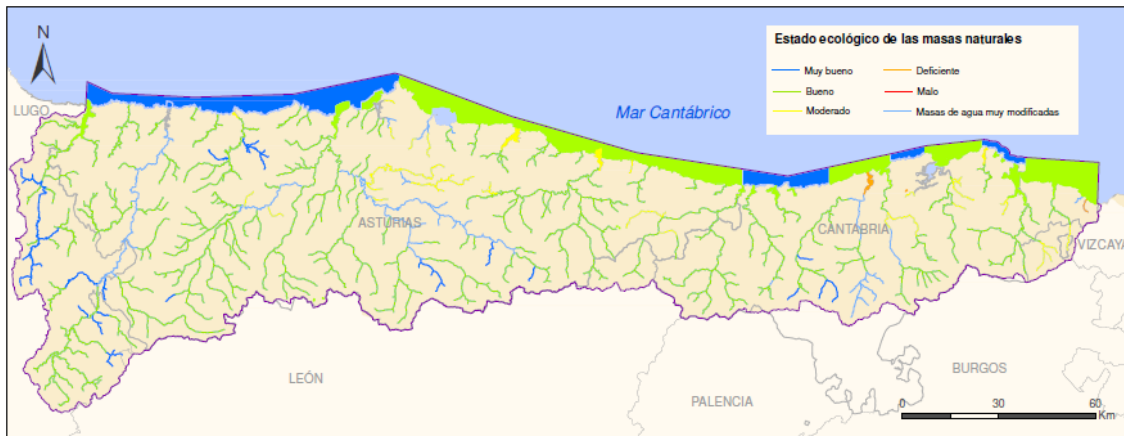 N
Estado ecológico de las masas naturales
Muy bueno
Deficiente
Bueno
Malo
Moderado
Masas de agua muy modificadas
LUGO
Mar Cantábrico
ASTURIAS
CANTABRIA
VIZCAYA
LEÓN
PALENCIA
BURGOS
0 30 60
Km